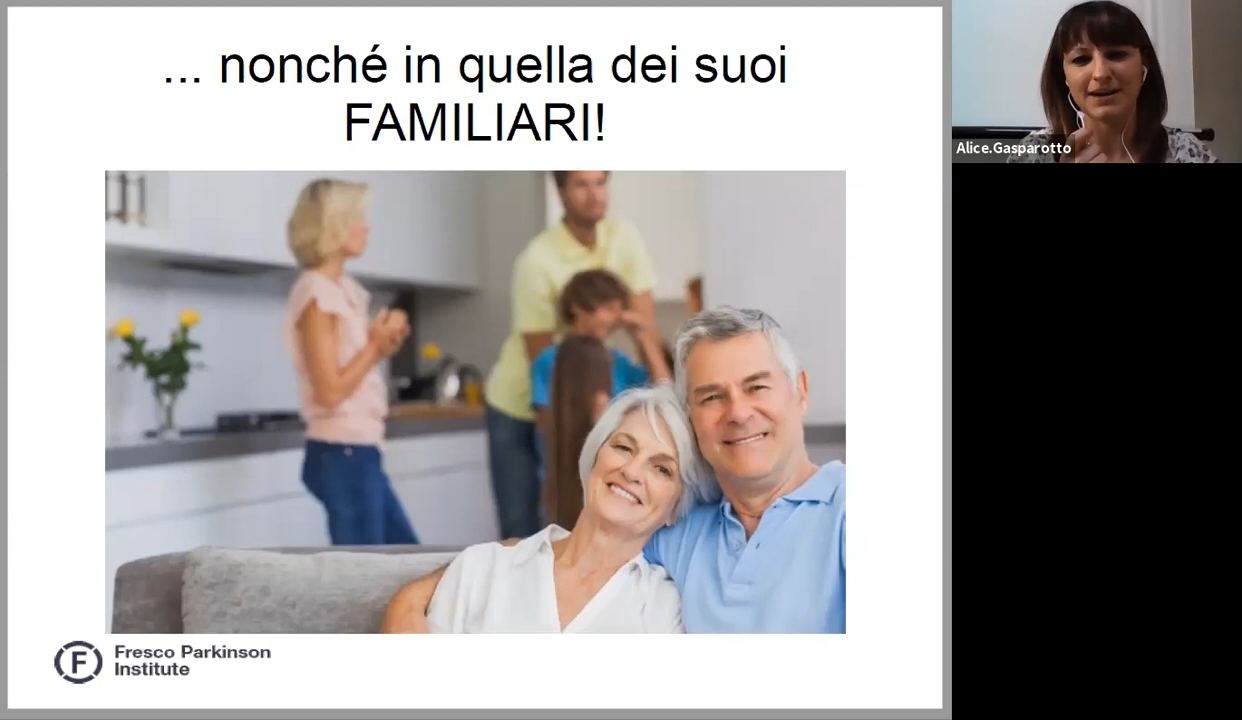 ... nonché in quella dei suoi
FAMILIARI!
Alice.Gasparotto
F
Fresco Parkinson
Institute